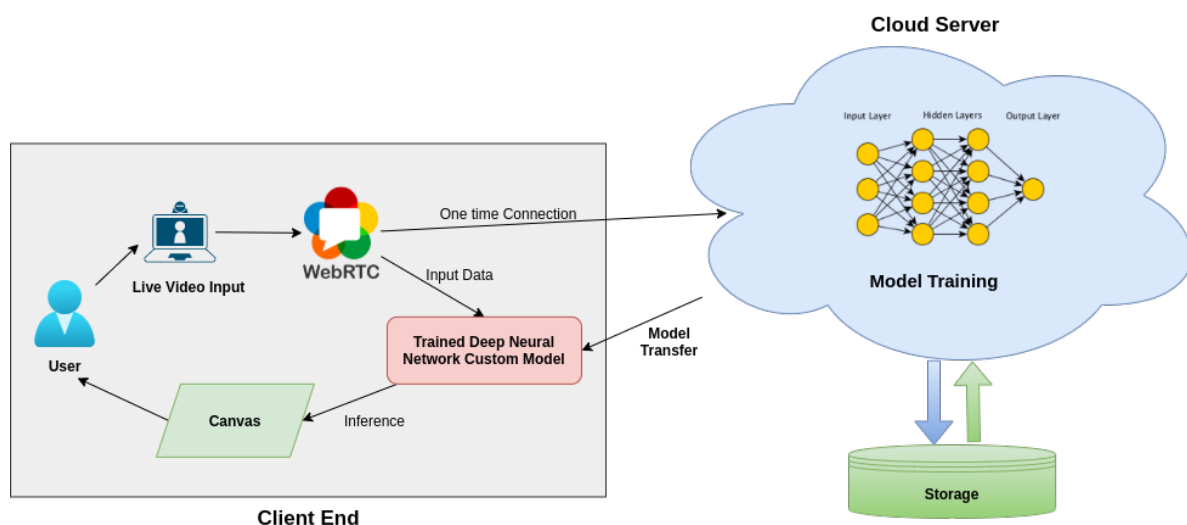 Cloud Server
Input Layer
Hidden Layers
Output Layer
Model Training
One time Connection
WebRTC
Input Data
Live Video Input
Trained Deep Neural
Network Custom Model
Model
Transfer
User
Canvas
Inference
Storage
Client End